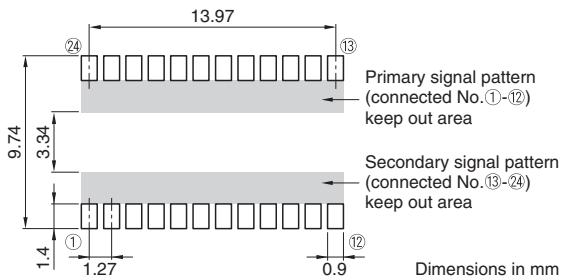 13.97
㉔ ⑬
Primary signal pattern
(connected No.①-⑫)
keep out area
9.74
3.34
Secondary signal pattern
(connected No.⑬-㉔)
keep out area
1.4
① ⑫
1.27
0.9
Dimensions in mm